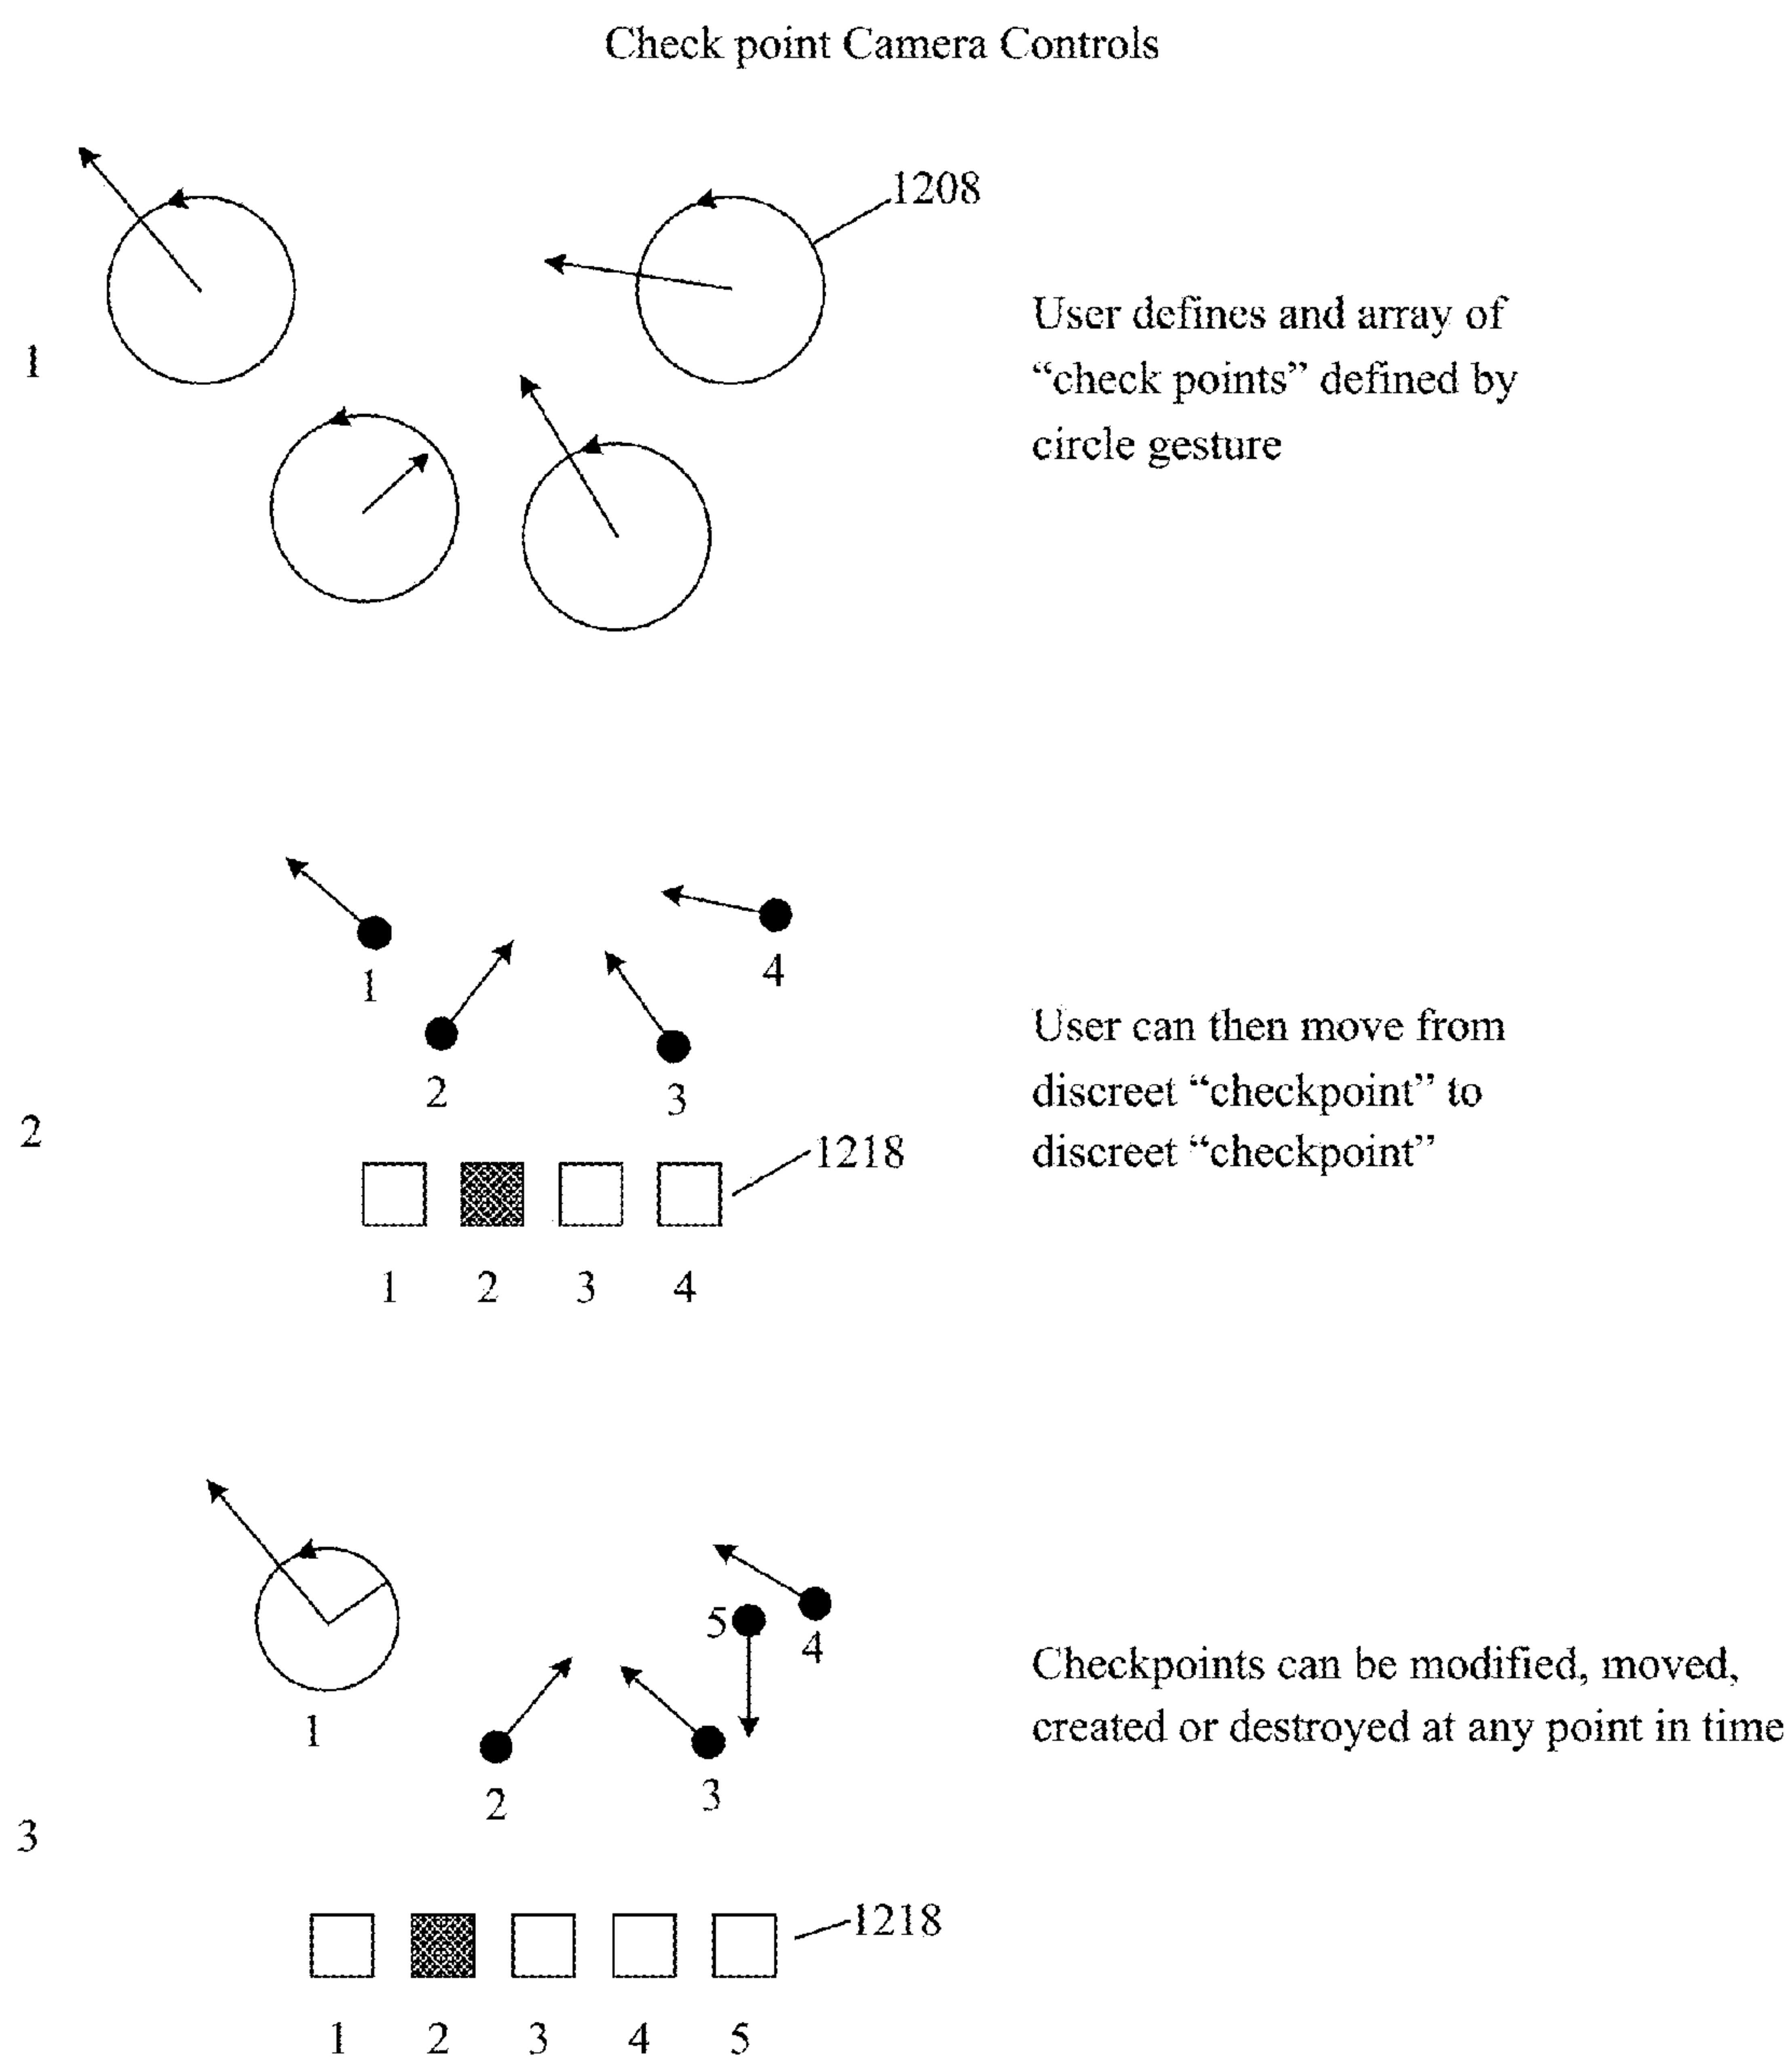 Check point Camera Controls
1208
1
User defines and array of
“check points” defined by
circle gesture
1
4
2
3
2
User can then move from
discreet “checkpoint” to
discreet “checkpoint”
1218
1 2 3 4
1
5
4
2
3
Checkpoints can be modified, moved,
created or destroyed at any point in time
3
1218
1 2 3 4 5